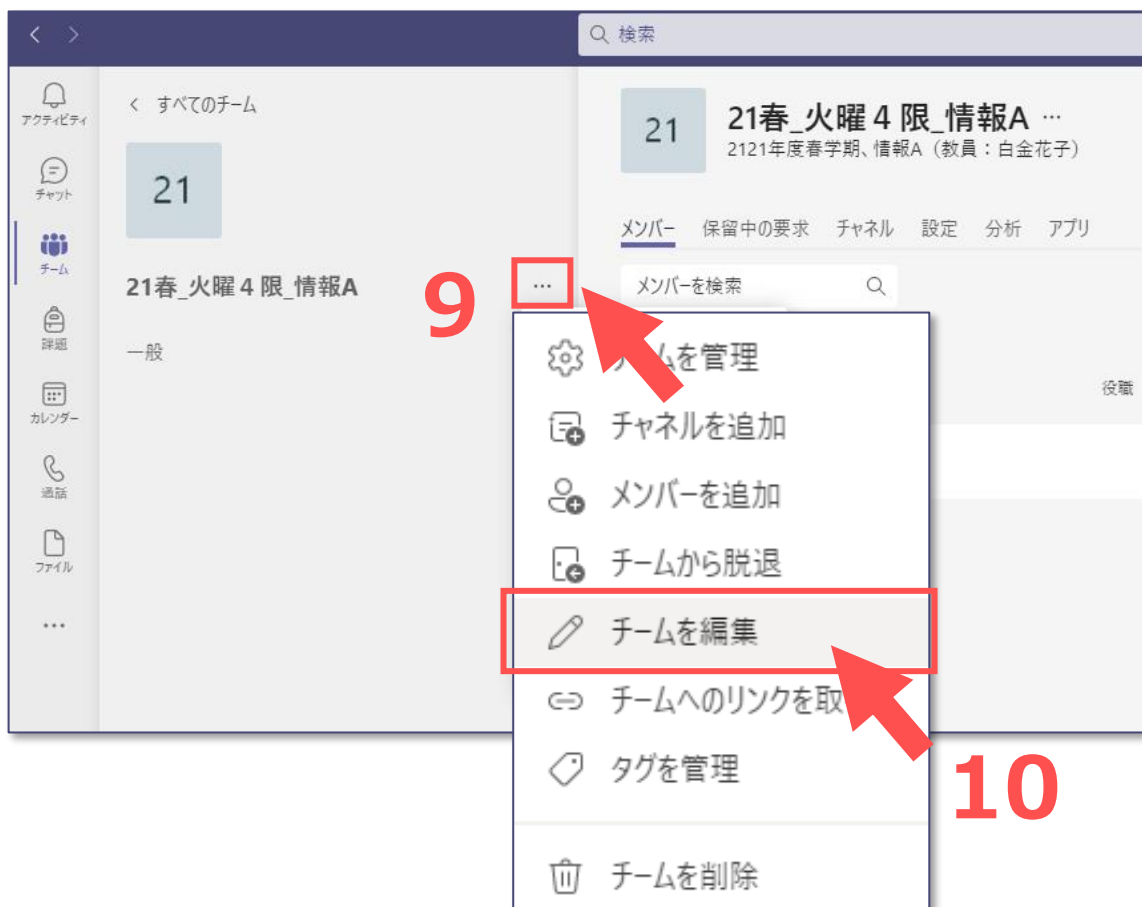 検索
アクティビティ
チャット
チーム
課題
カレンダー
通話
ファイル
…
すべてのチーム
21
21春_火曜４限_情報A
…
一般
21
21春_火曜４限_情報A …
2121年度春学期、情報A（教員：白金花子）
メンバー 保留中の要求 チャネル 設定 分析 アプリ
メンバーを検索
役職
9
ムを管理
チャネルを追加
メンバーを追加
チームから脱退
チームを編集
チームへのリンクを取
タグを管理
チームを削除
10